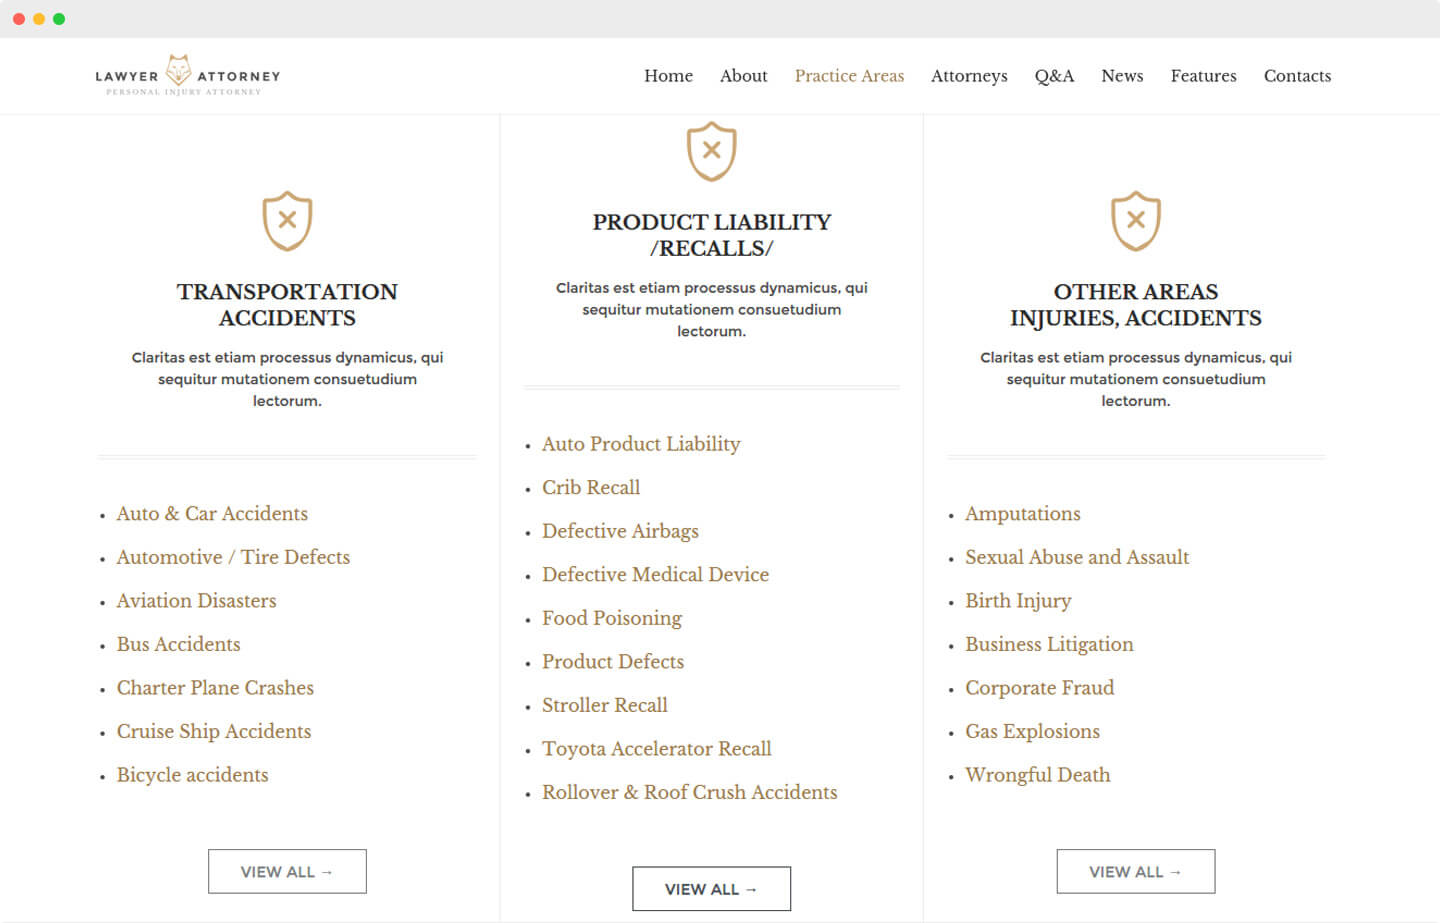 LAWYER ATTORNEY
PERSONAL INJURY ATTORNEY
Home About Practice Areas Attorneys Q&A News Features Contacts
TRANSPORTATION
ACCIDENTS
Claritas est etiam processus dynamicus, qui
sequitur mutationem consuetudium
lectorum.
• Auto & Car Accidents
• Automotive / Tire Defects
• Aviation Disasters
• Bus Accidents
• Charter Plane Crashes
• Cruise Ship Accidents
• Bicycle accidents
VIEW ALL →
PRODUCT LIABILITY
/RECALLS/
Claritas est etiam processus dynamicus, qui
sequitur mutationem consuetudium
lectorum.
• Auto Product Liability
• Crib Recall
• Defective Airbags
• Defective Medical Device
• Food Poisoning
• Product Defects
• Stroller Recall
• Toyota Accelerator Recall
• Rollover & Roof Crush Accidents
VIEW ALL →
OTHER AREAS
INJURIES, ACCIDENTS
Claritas est etiam processus dynamicus, qui
sequitur mutationem consuetudium
lectorum.
• Amputations
• Sexual Abuse and Assault
• Birth Injury
• Business Litigation
• Corporate Fraud
• Gas Explosions
• Wrongful Death
VIEW ALL →